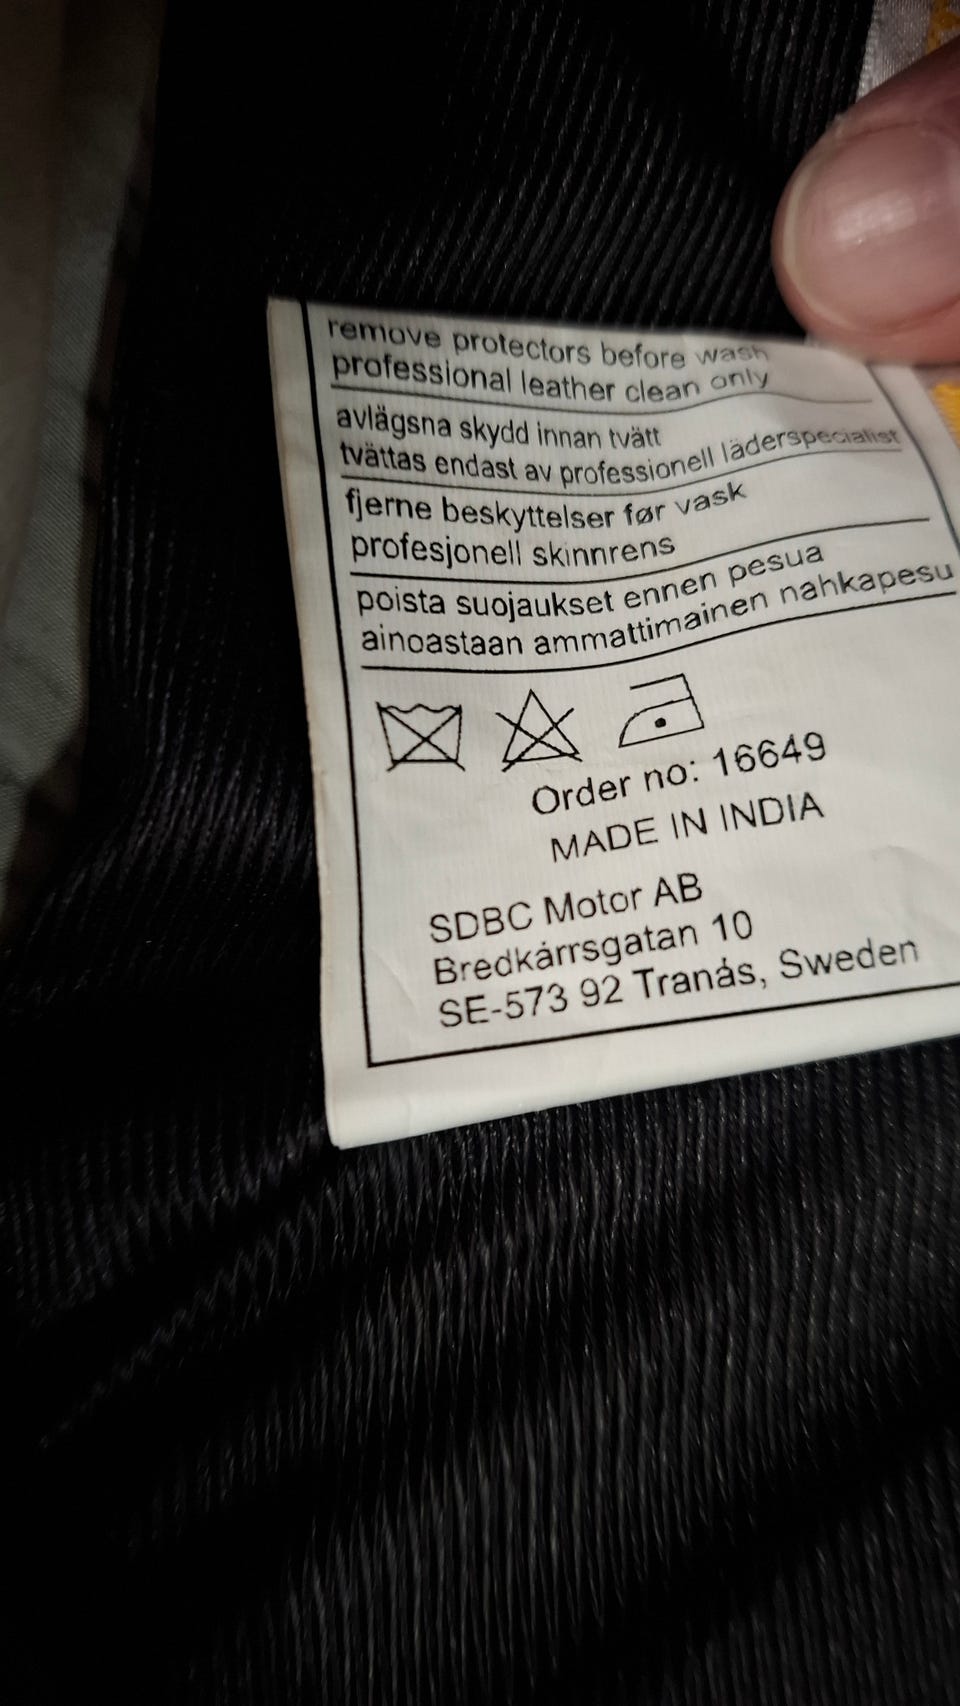 remove protectors before wash
professional leather clean only
avlägsna skydd innan tvätt
tvättas endast av professionell läderspecialist
fjerne beskyttelser før vask
profesjonell skinnrens
poista suojaukset ennen pesua
ainoastaan ammattimainen nahkapesu
Order no: 16649
MADE IN INDIA
SDBC Motor AB
Bredkärrsgatan 10
SE-573 92 Tranås, Sweden